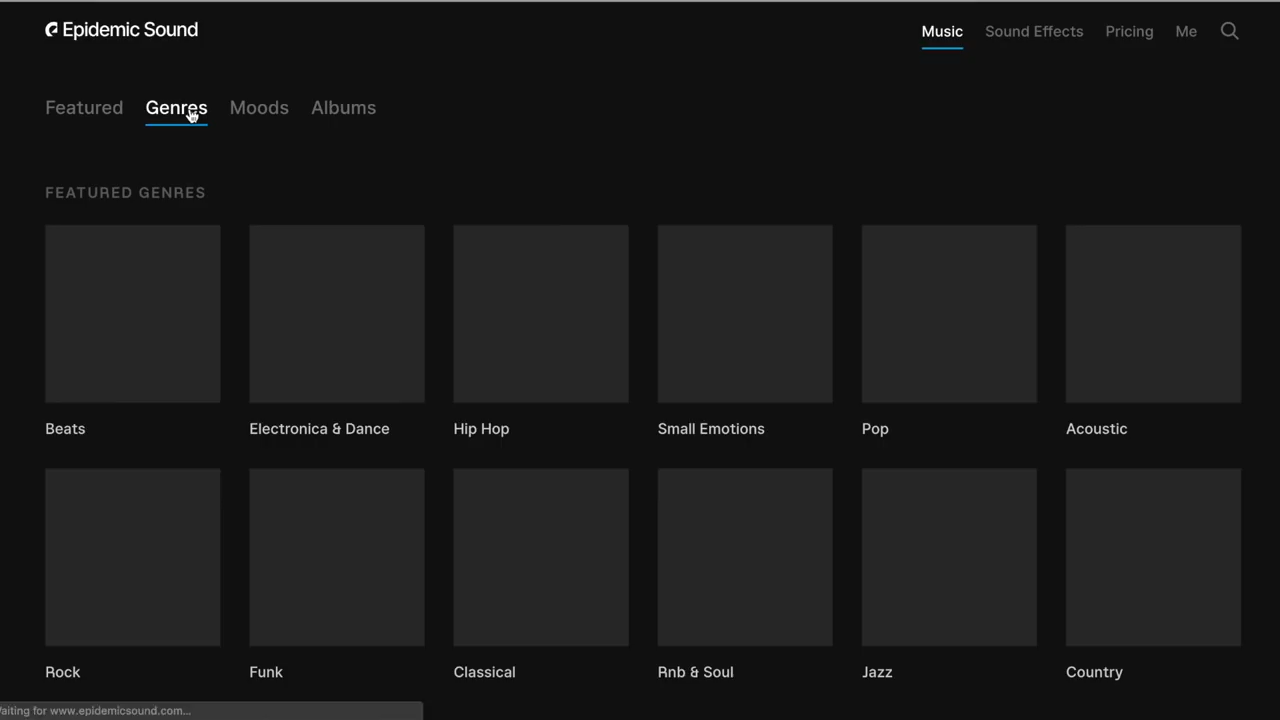 Epidemic Sound
Music Sound Effects Pricing Me
Featured Genres Moods Albums
FEATURED GENRES
Beats Electronica & Dance Hip Hop Small Emotions Pop Acoustic
Rock Funk Classical Rnb & Soul Jazz Country
aiting for www.epidemicsound.com...